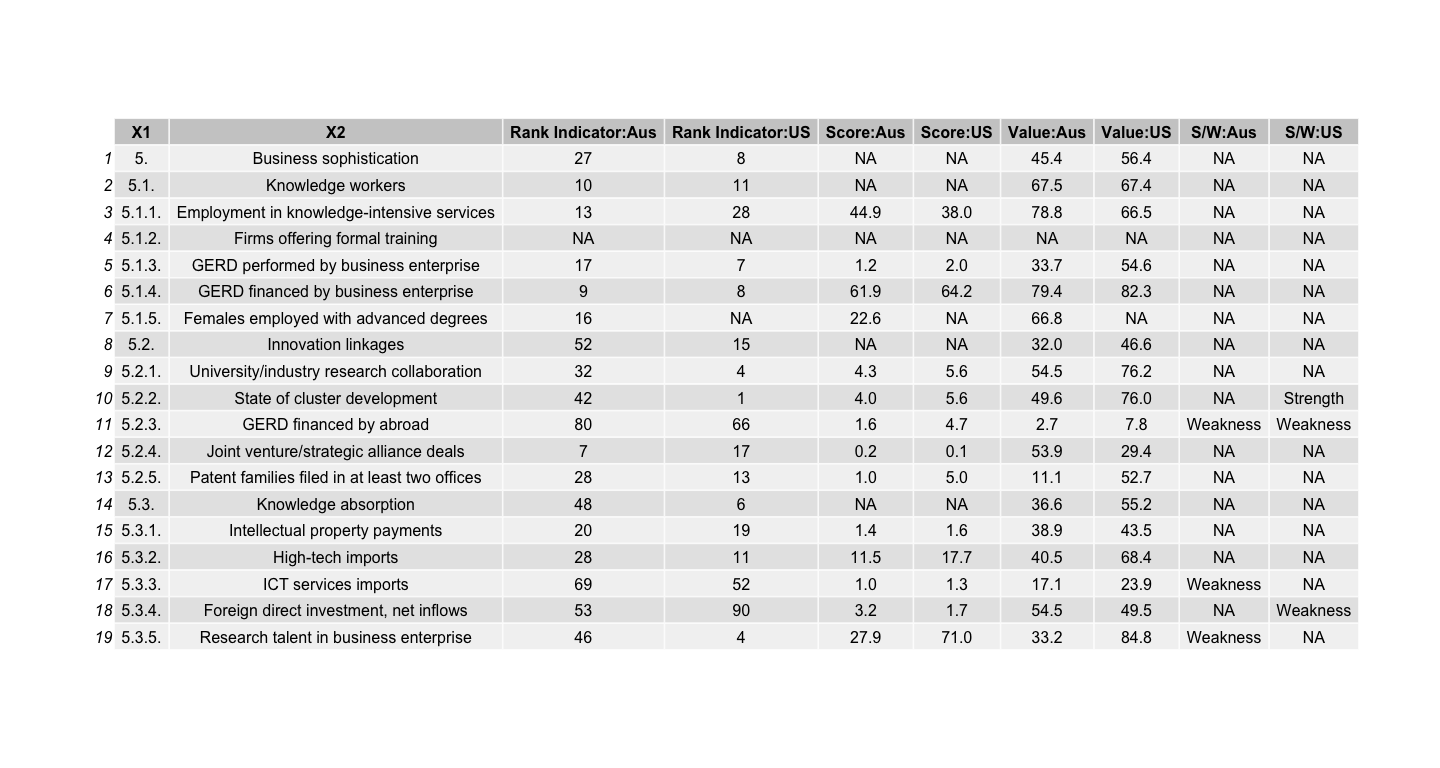 X1 X2 Rank Indicator:Aus Rank Indicator:US Score:Aus Score:US Value:Aus Value:US S/W:Aus S/W:US
1 5. Business sophistication 27 8 NA NA 45.4 56.4 NA NA
2 5.1. Knowledge workers 10 11 NA NA 67.5 67.4 NA NA
3 5.1.1. Employment in knowledge-intensive services 13 28 44.9 38.0 78.8 66.5 NA NA
4 5.1.2. Firms offering formal training NA NA NA NA NA NA NA NA
5 5.1.3. GERD performed by business enterprise 17 7 1.2 2.0 33.7 54.6 NA NA
6 5.1.4. GERD financed by business enterprise 9 8 61.9 64.2 79.4 82.3 NA NA
7 5.1.5. Females employed with advanced degrees 16 NA 22.6 NA 66.8 NA NA NA
8 5.2. Innovation linkages 52 15 NA NA 32.0 46.6 NA NA
9 5.2.1. University/industry research collaboration 32 4 4.3 5.6 54.5 76.2 NA NA
10 5.2.2. State of cluster development 42 1 4.0 5.6 49.6 76.0 NA Strength
11 5.2.3. GERD financed by abroad 80 66 1.6 4.7 2.7 7.8 Weakness Weakness
12 5.2.4. Joint venture/strategic alliance deals 7 17 0.2 0.1 53.9 29.4 NA NA
13 5.2.5. Patent families filed in at least two offices 28 13 1.0 5.0 11.1 52.7 NA NA
14 5.3. Knowledge absorption 48 6 NA NA 36.6 55.2 NA NA
15 5.3.1. Intellectual property payments 20 19 1.4 1.6 38.9 43.5 NA NA
16 5.3.2. High-tech imports 28 11 11.5 17.7 40.5 68.4 NA NA
17 5.3.3. ICT services imports 69 52 1.0 1.3 17.1 23.9 Weakness NA
18 5.3.4. Foreign direct investment, net inflows 53 90 3.2 1.7 54.5 49.5 NA Weakness
19 5.3.5. Research talent in business enterprise 46 4 27.9 71.0 33.2 84.8 Weakness NA